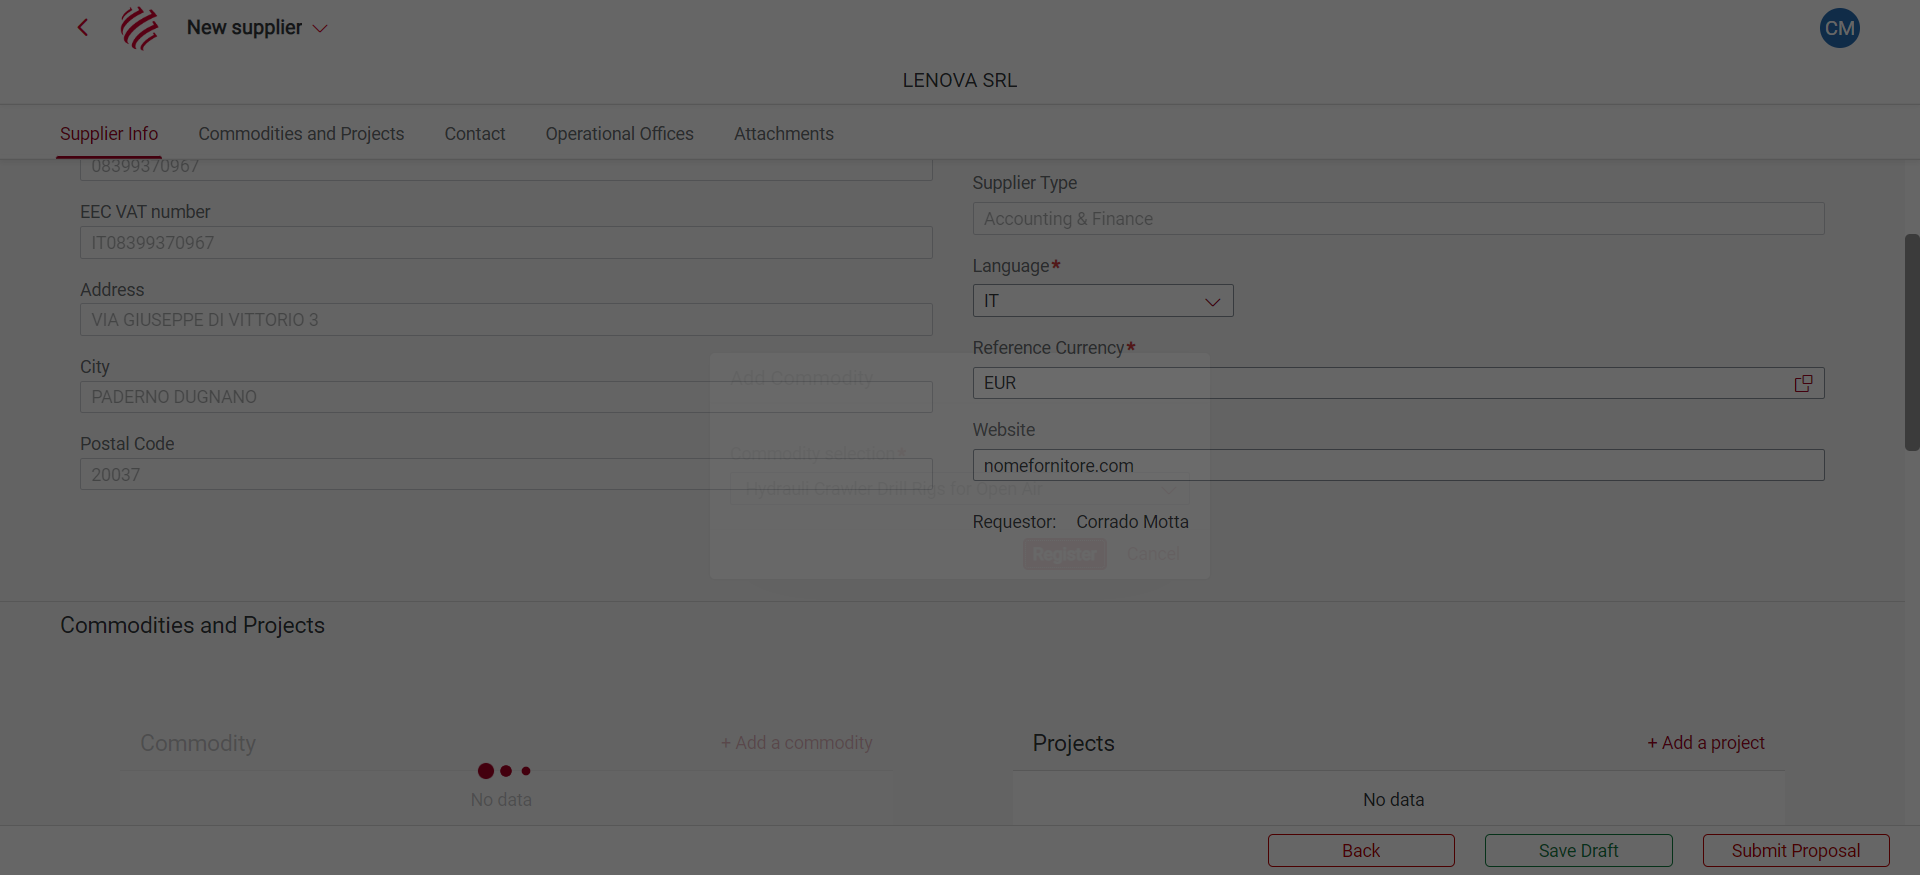 New supplier
CM
LENOVA SRL
Supplier Info
Commodities and Projects
Contact
Operational Offices
Attachments
08399370967
EEC VAT number
IT08399370967
Address
VIA GIUSEPPE DI VITTORIO 3
City
PADERNO DUGNANO
Postal Code
20037
Supplier Type
Accounting & Finance
Language*
IT
Reference Currency*
EUR
Website
nomefornitore.com
Requestor: Corrado Motta
Add Commodity
Commodity selection*
Hydrauli Crawler Drill Rigs for Open Air
Register
Cancel
Commodities and Projects
Commodity
+ Add a commodity
No data
Projects
+ Add a project
No data
Back
Save Draft
Submit Proposal